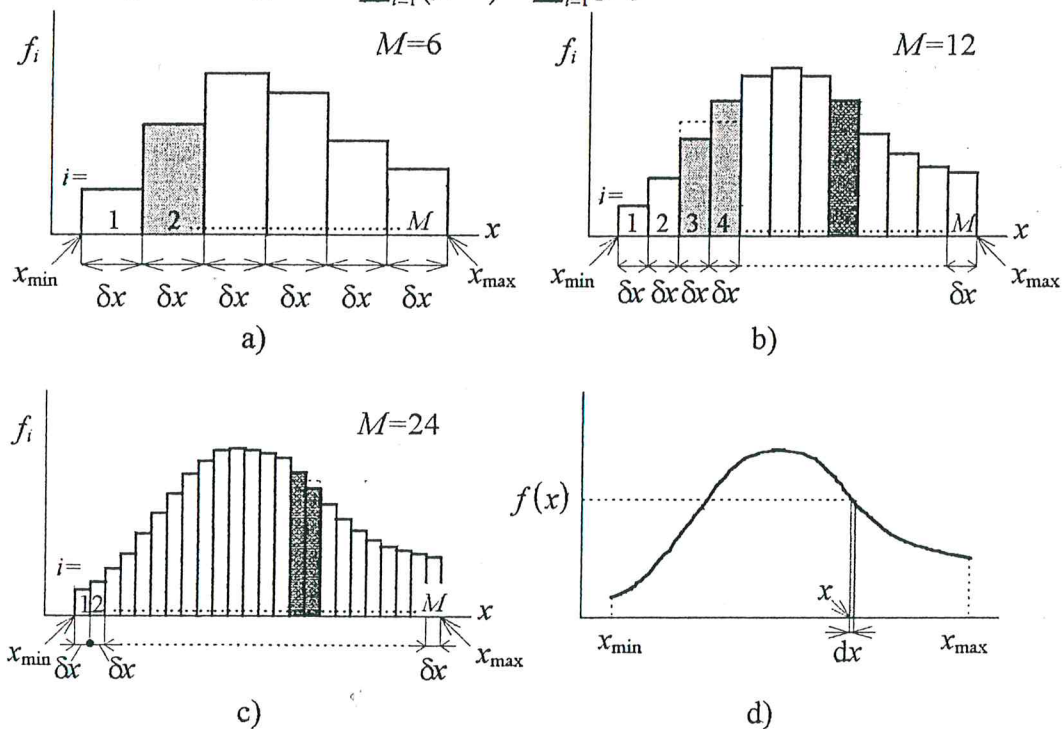 f_i
M=6
i=
1 2 M x
x_min x_max
δx δx δx δx δx δx
a)
f_i
M=12
i=
1 2 3 4 M x
x_min x_max
δx δx δx δx δx
b)
f_i
M=24
i=
1 2 M x
x_min x_max
δx δx δx
c)
f(x)
x
x_min x_max
dx
d)